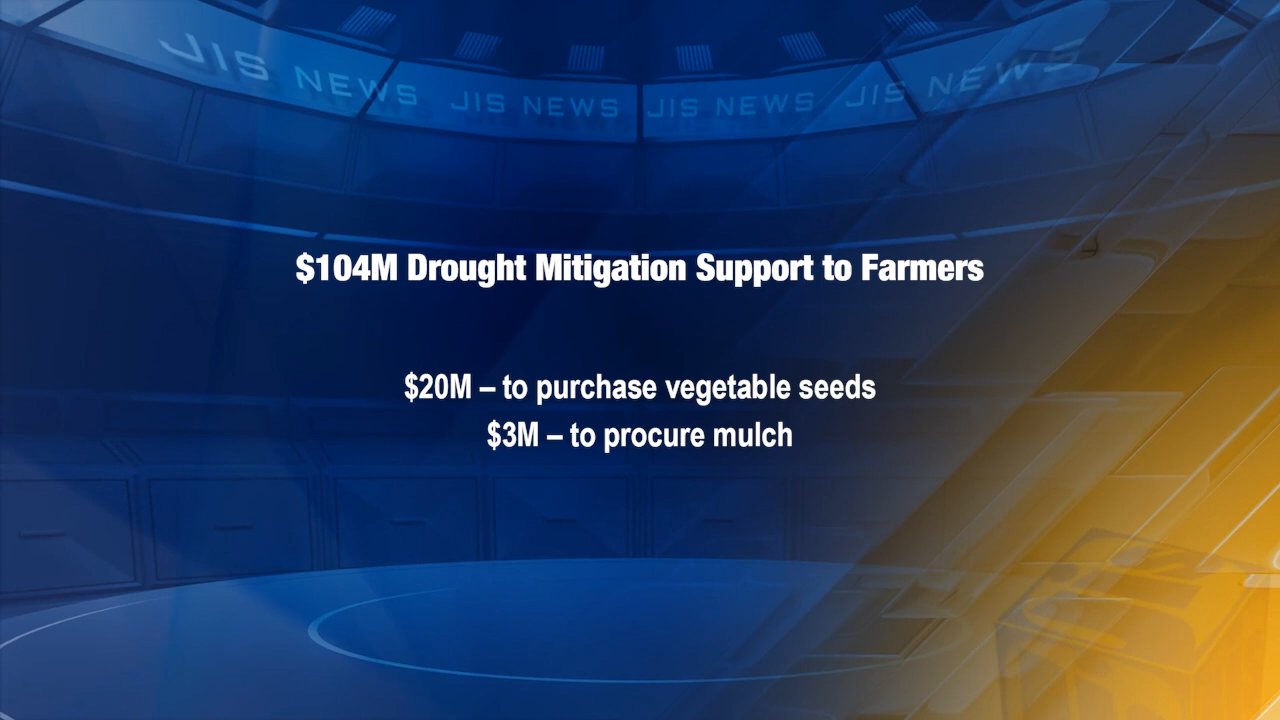 JIS NEWS JIS NEWS JIS NEWS JIS NEWS
$104M Drought Mitigation Support to Farmers
$20M – to purchase vegetable seeds
$3M – to procure mulch